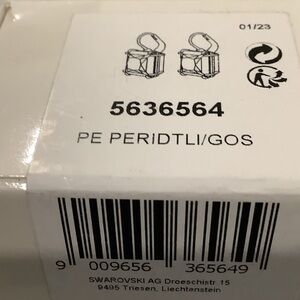 01/23
5636564
PE PERIDTLI/GOS
9 009656 365649
SWAROVSKI AG Droeschistr. 15
9495 Triesen, Liechtenstein